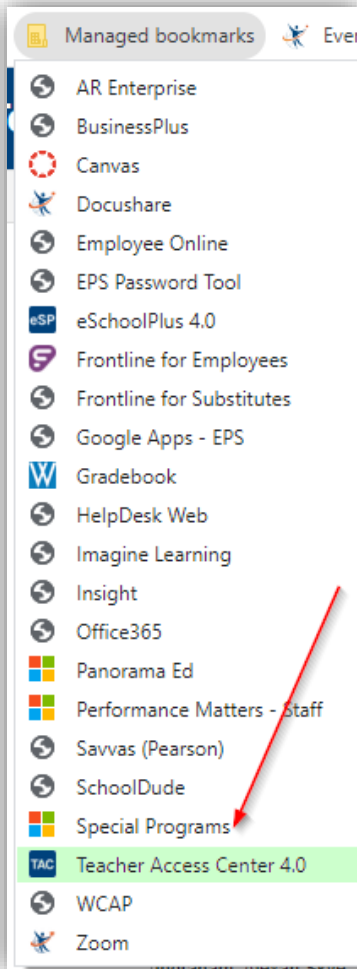 Managed bookmarks
AR Enterprise
BusinessPlus
Canvas
Docushare
Employee Online
EPS Password Tool
eSP eSchoolPlus 4.0
Frontline for Employees
Frontline for Substitutes
Google Apps - EPS
W Gradebook
HelpDesk Web
Imagine Learning
Insight
Office365
Panorama Ed
Performance Matters - Staff
Savvas (Pearson)
SchoolDude
Special Programs
TAC Teacher Access Center 4.0
WCAP
Zoom